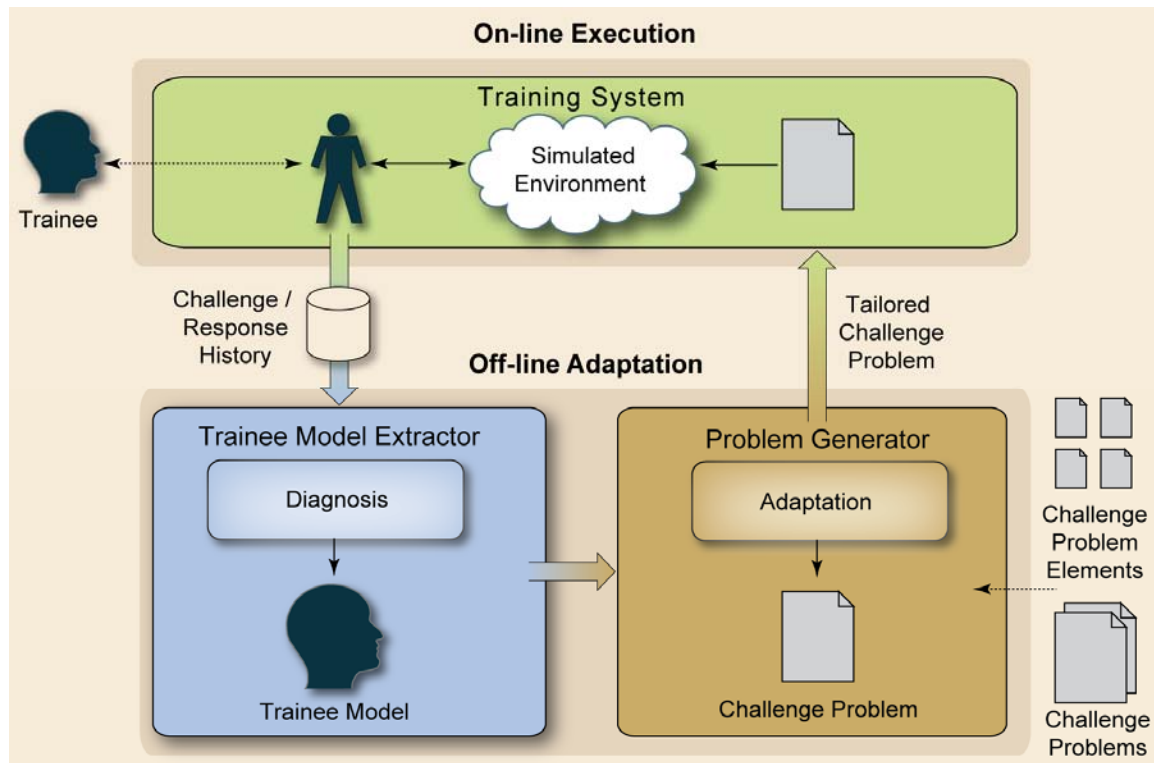 On-line Execution
Training System
Simulated
Environment
Trainee
Challenge /
Response
History
Tailored
Challenge
Problem
Off-line Adaptation
Trainee Model Extractor
Diagnosis
Trainee Model
Problem Generator
Adaptation
Challenge Problem
Challenge
Problem
Elements
Challenge
Problems